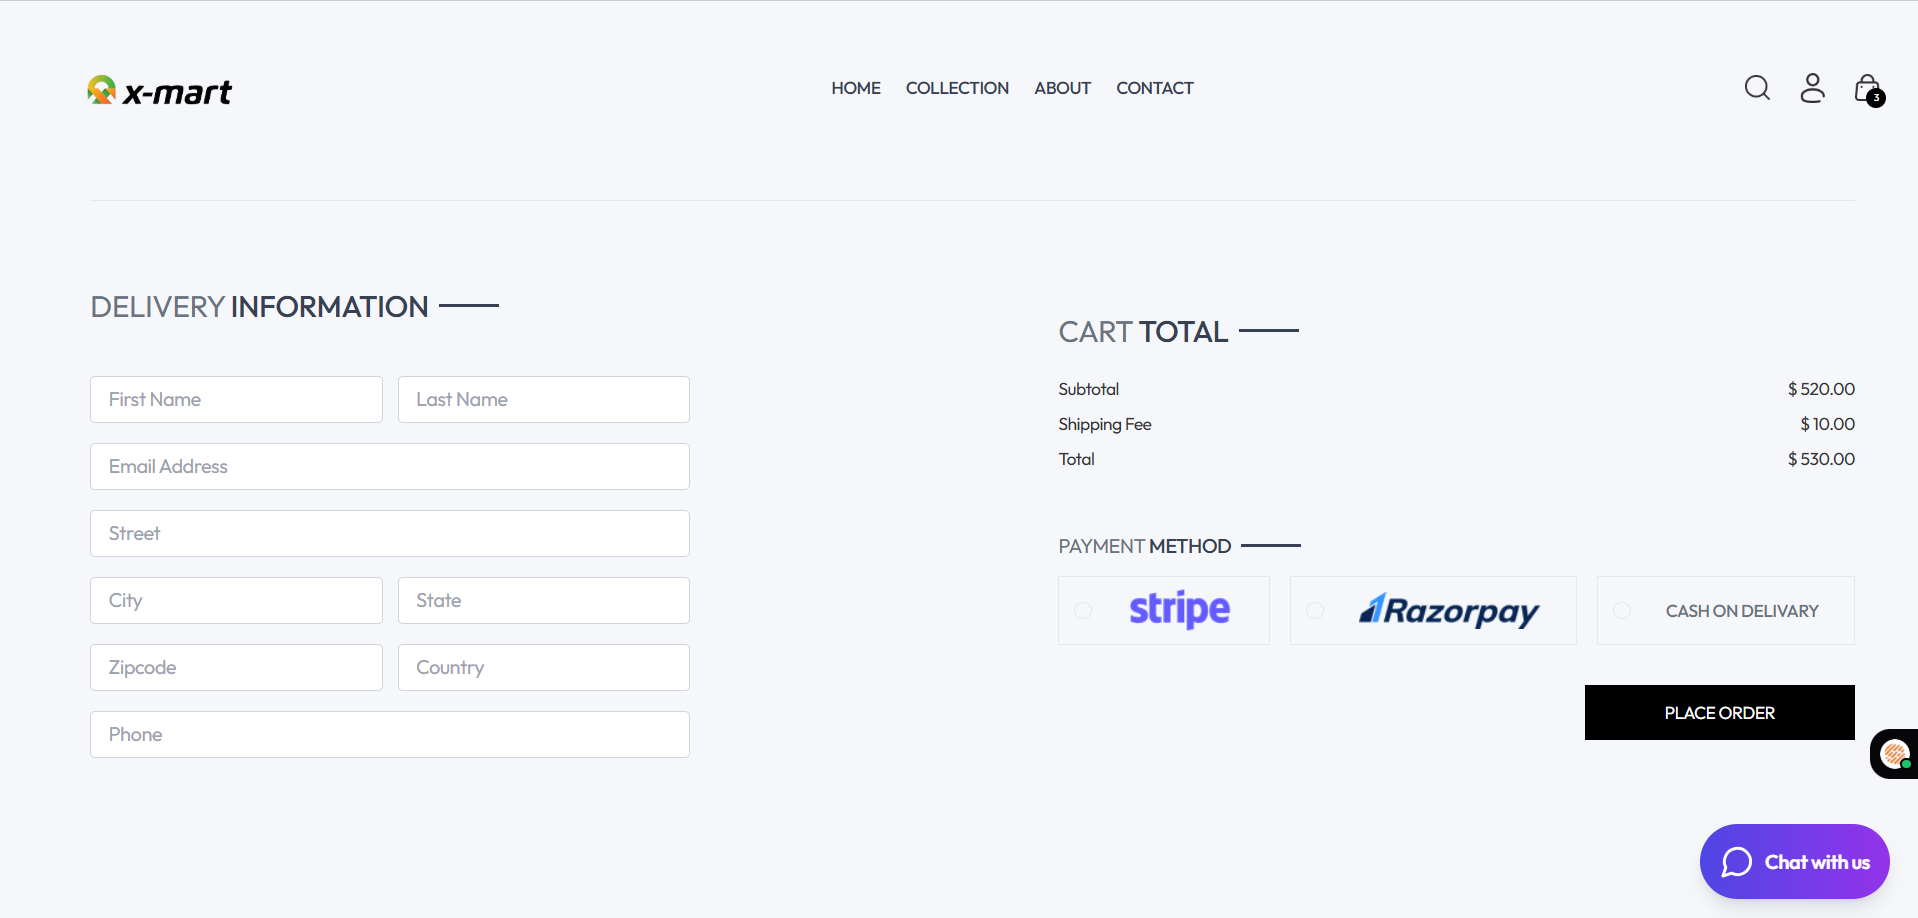 x-mart
HOME COLLECTION ABOUT CONTACT
3
DELIVERY INFORMATION
First Name Last Name
Email Address
Street
City State
Zipcode Country
Phone
CART TOTAL
Subtotal $ 520.00
Shipping Fee $ 10.00
Total $ 530.00
PAYMENT METHOD
stripe Razorpay CASH ON DELIVARY
PLACE ORDER
Chat with us